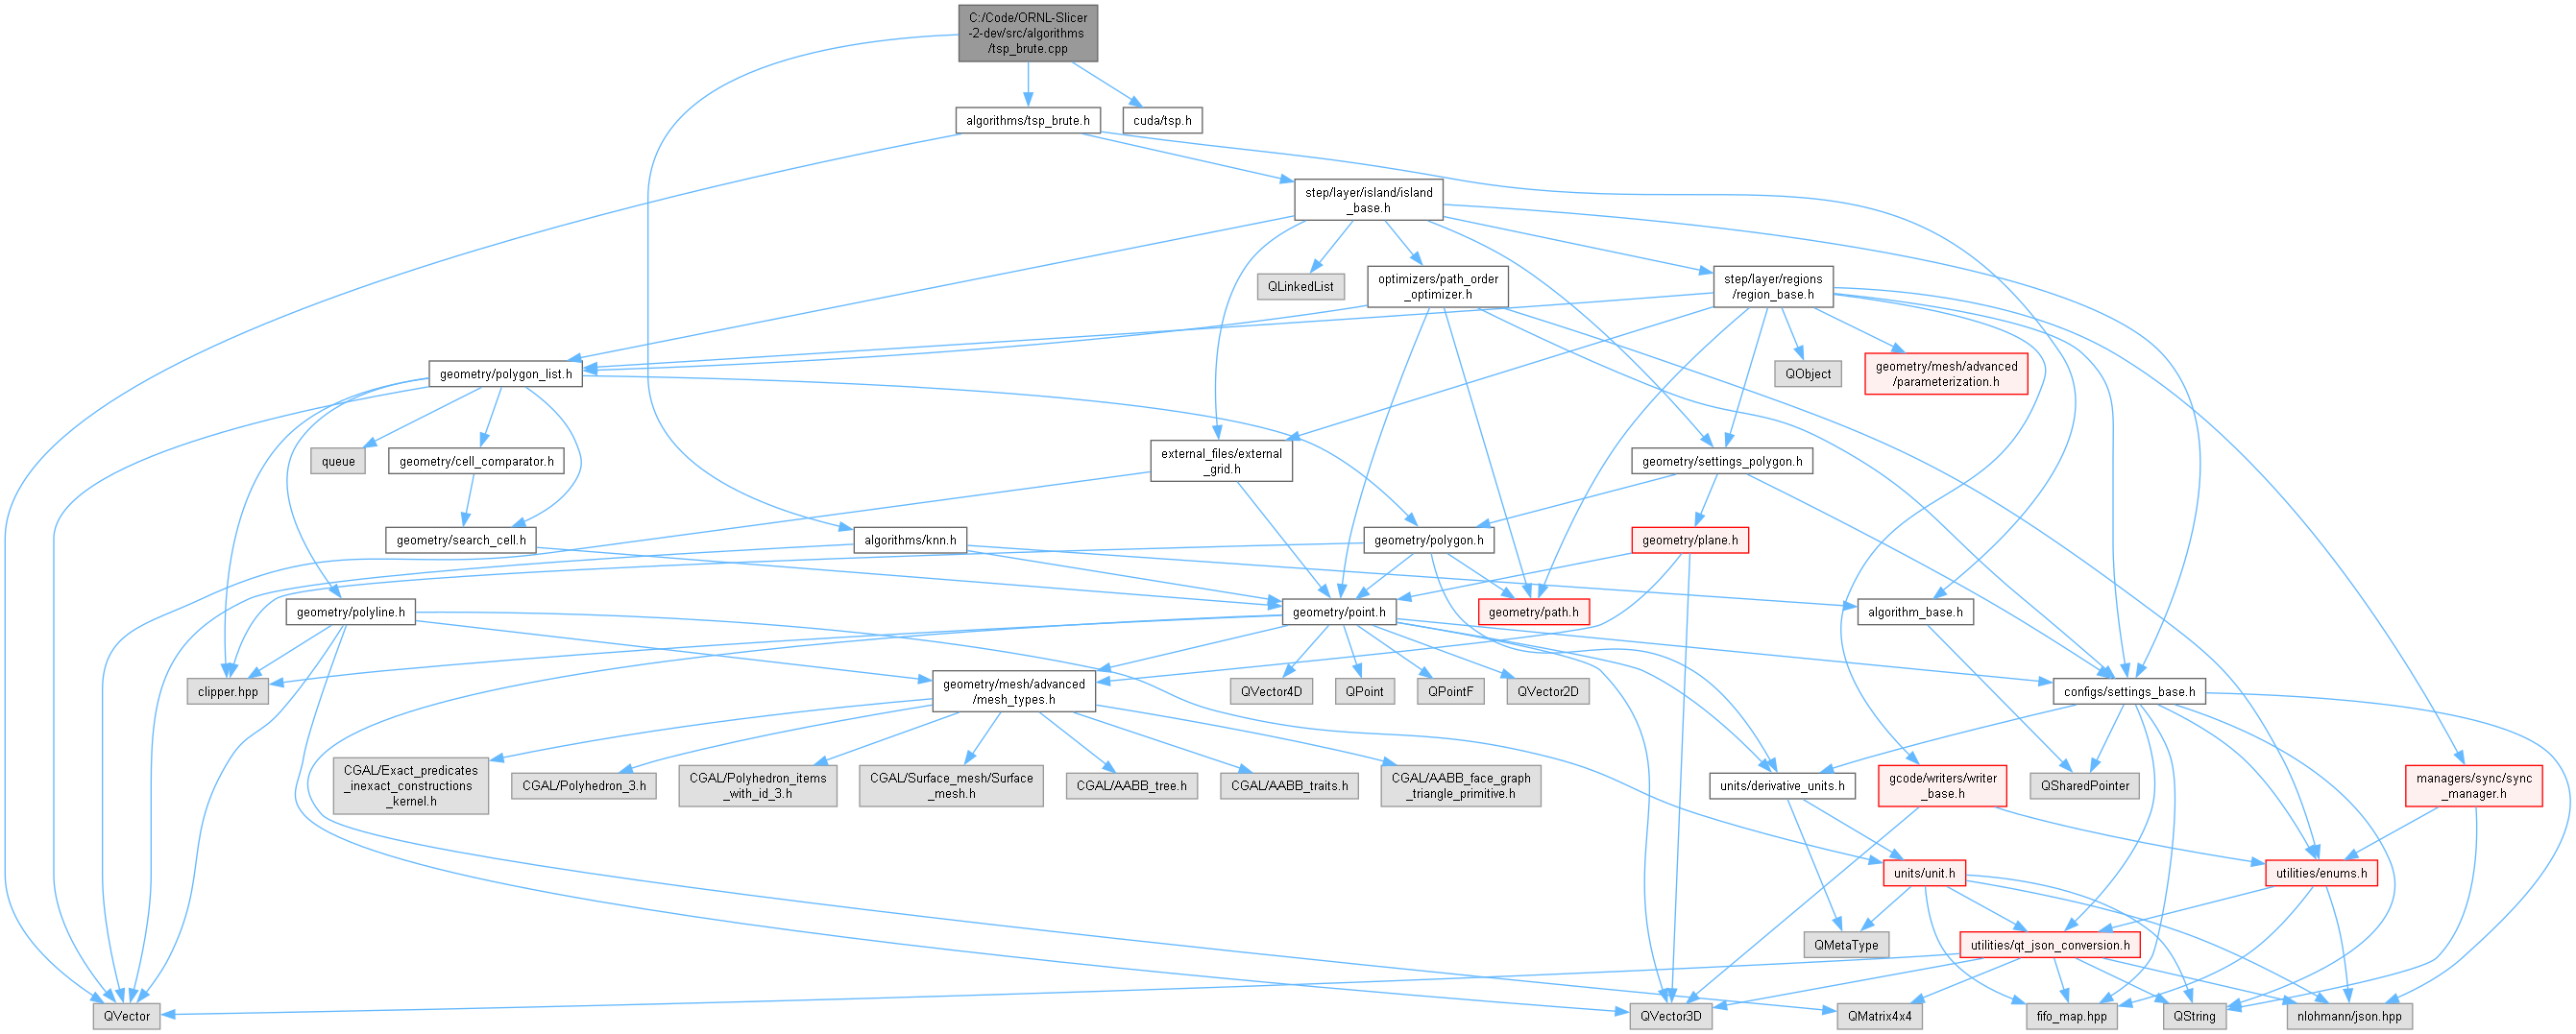 C:/Code/ORNL-Slicer
-2-dev/src/algorithms
/tsp_brute.cpp
algorithms/tsp_brute.h
cuda/tsp.h
step/layer/island/island
_base.h
QLinkedList
optimizers/path_order
_optimizer.h
step/layer/regions
/region_base.h
geometry/polygon_list.h
QObject
geometry/mesh/advanced
/parameterization.h
queue
geometry/cell_comparator.h
external_files/external
_grid.h
geometry/settings_polygon.h
geometry/search_cell.h
algorithms/knn.h
geometry/polygon.h
geometry/plane.h
geometry/polyline.h
geometry/point.h
geometry/path.h
algorithm_base.h
clipper.hpp
geometry/mesh/advanced
/mesh_types.h
QVector4D
QPoint
QPointF
QVector2D
configs/settings_base.h
CGAL/Exact_predicates
_inexact_constructions
_kernel.h
CGAL/Polyhedron_3.h
CGAL/Polyhedron_items
_with_id_3.h
CGAL/Surface_mesh/Surface
_mesh.h
CGAL/AABB_tree.h
CGAL/AABB_traits.h
CGAL/AABB_face_graph
_triangle_primitive.h
units/derivative_units.h
gcode/writers/writer
_base.h
QSharedPointer
managers/sync/sync
_manager.h
units/unit.h
utilities/enums.h
QMetaType
utilities/qt_json_conversion.h
QVector
QVector3D
QMatrix4x4
fifo_map.hpp
QString
nlohmann/json.hpp